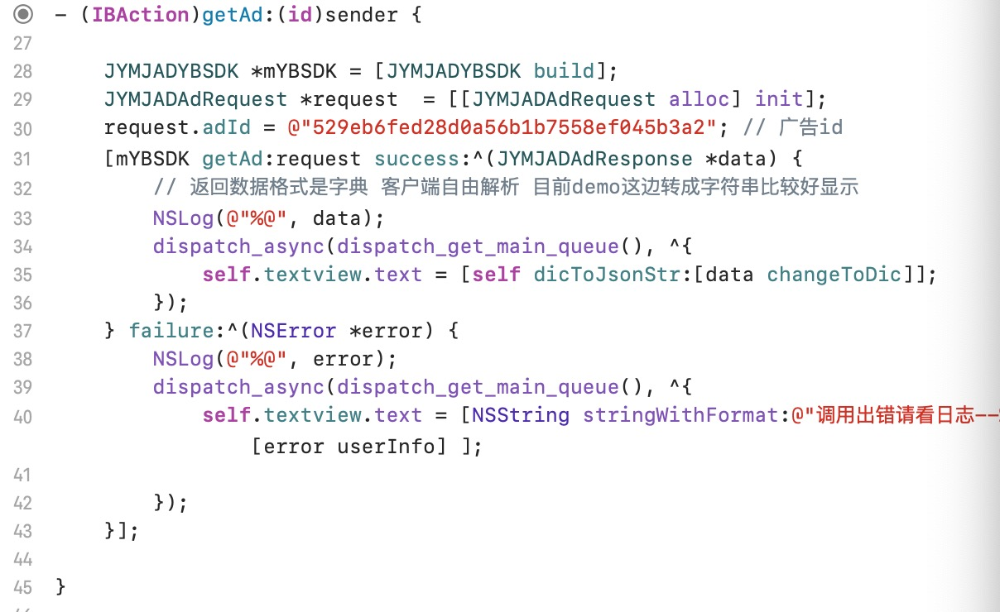 - (IBAction)getAd:(id)sender {
27
28 JYMJADYBSDK *mYBSDK = [JYMJADYBSDK build];
29 JYMJADAdRequest *request  = [[JYMJADAdRequest alloc] init];
30 request.adId = @"529eb6fed28d0a56b1b7558ef045b3a2"; // 广告id
31 [mYBSDK getAd:request success:^(JYMJADAdResponse *data) {
32 // 返回数据格式是字典 客户端自由解析 目前demo这边转成字符串比较好显示
33 NSLog(@"%@", data);
34 dispatch_async(dispatch_get_main_queue(), ^{
35 self.textview.text = [self dicToJsonStr:[data changeToDic]];
36 });
37 } failure:^(NSError *error) {
38 NSLog(@"%@", error);
39 dispatch_async(dispatch_get_main_queue(), ^{
40 self.textview.text = [NSString stringWithFormat:@"调用出错请看日志--
[error userInfo] ];
41
42 });
43 }];
44
45 }